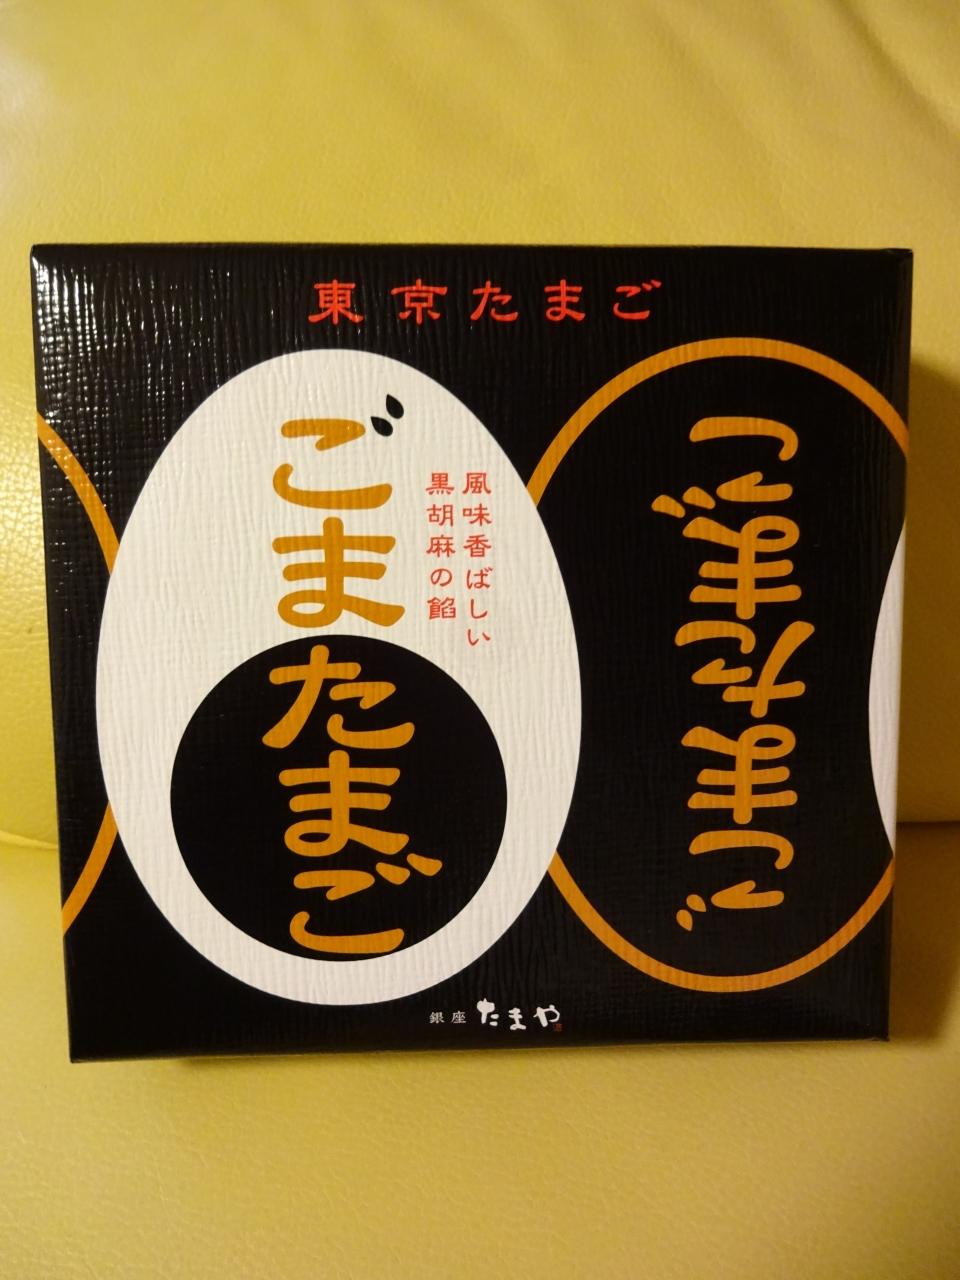 東京たまご
ごまたまご
風味香ばしい
黒胡麻の餡
ごまたまご
銀座 たまや